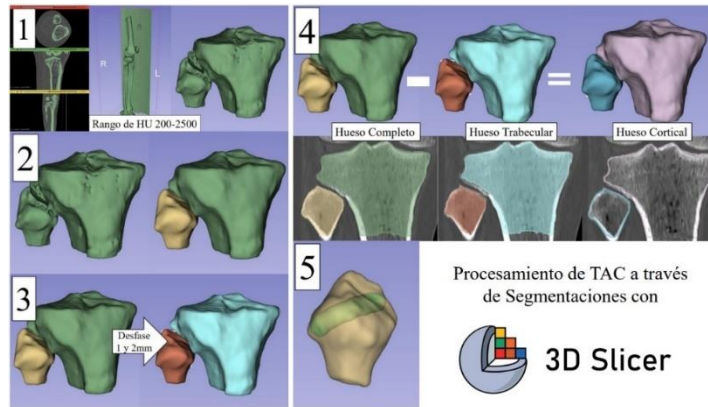 1
R
L
Rango de HU 200-2500
2
3
Desfase
1 y 2mm
4
Hueso Completo
Hueso Trabecular
Hueso Cortical
5
Procesamiento de TAC a través
de Segmentaciones con
3D Slicer